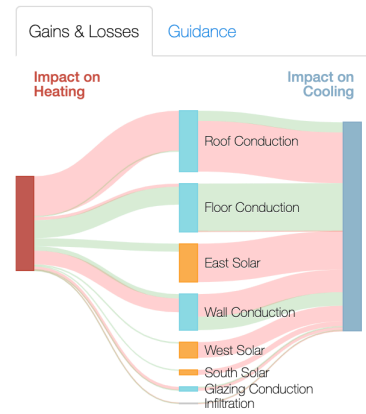 Gains & Losses
Guidance
Impact on
Heating
Impact on
Cooling
Roof Conduction
Floor Conduction
East Solar
Wall Conduction
West Solar
South Solar
Glazing Conduction
Infiltration